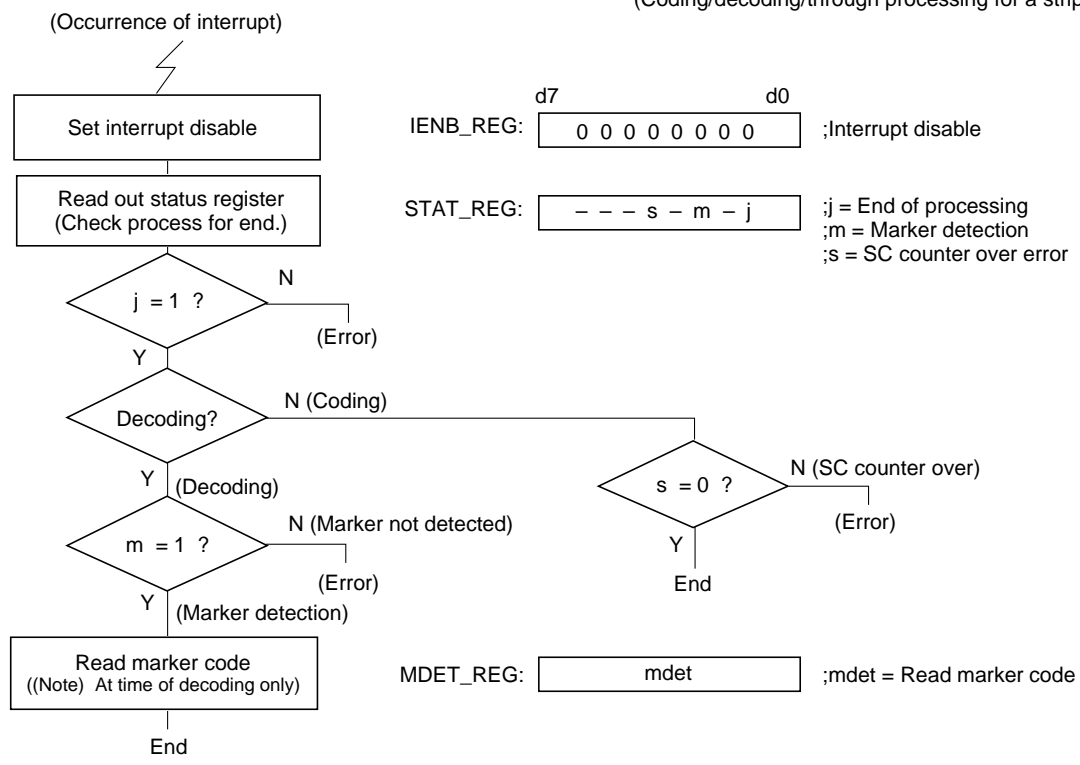 (Coding/decoding/through processing for a strip
(Occurrence of interrupt)
d7 d0
Set interrupt disable
IENB_REG: 0 0 0 0 0 0 0 0 ;Interrupt disable
Read out status register
(Check process for end.)
STAT_REG: – – – s – m – j ;j = End of processing
;m = Marker detection
;s = SC counter over error
j = 1 ?
N
(Error)
Y
Decoding?
N (Coding)
Y
(Decoding)
s = 0 ?
N (SC counter over)
(Error)
Y
End
m = 1 ?
N (Marker not detected)
(Error)
Y
(Marker detection)
Read marker code
((Note) At time of decoding only)
MDET_REG: mdet ;mdet = Read marker code
End